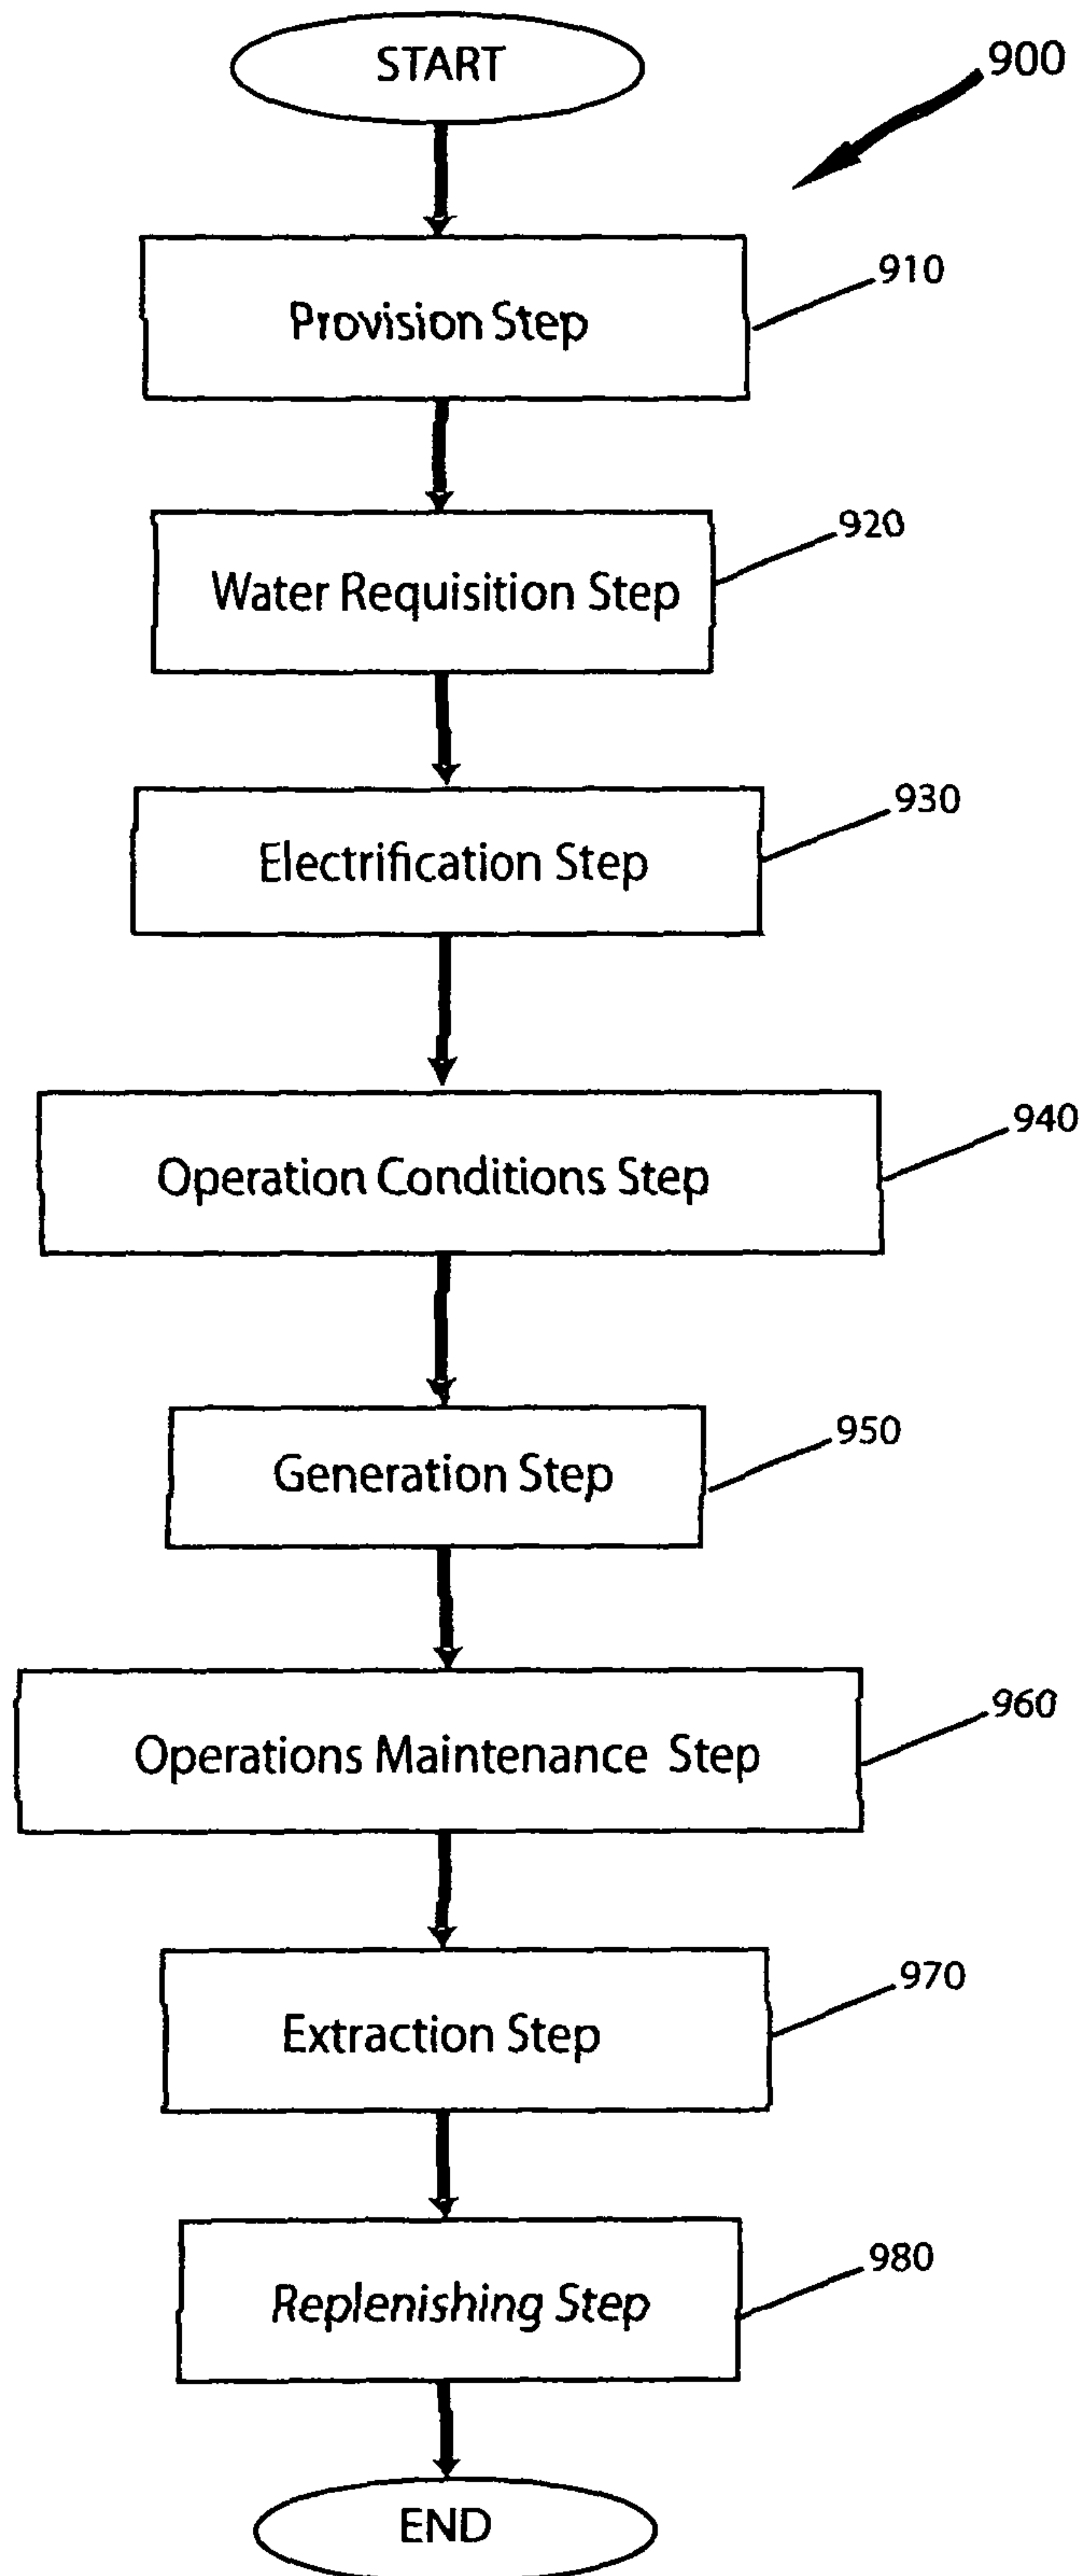 START
900
Provision Step
910
Water Requisition Step
920
Electrification Step
930
Operation Conditions Step
940
Generation Step
950
Operations Maintenance Step
960
Extraction Step
970
Replenishing Step
980
END